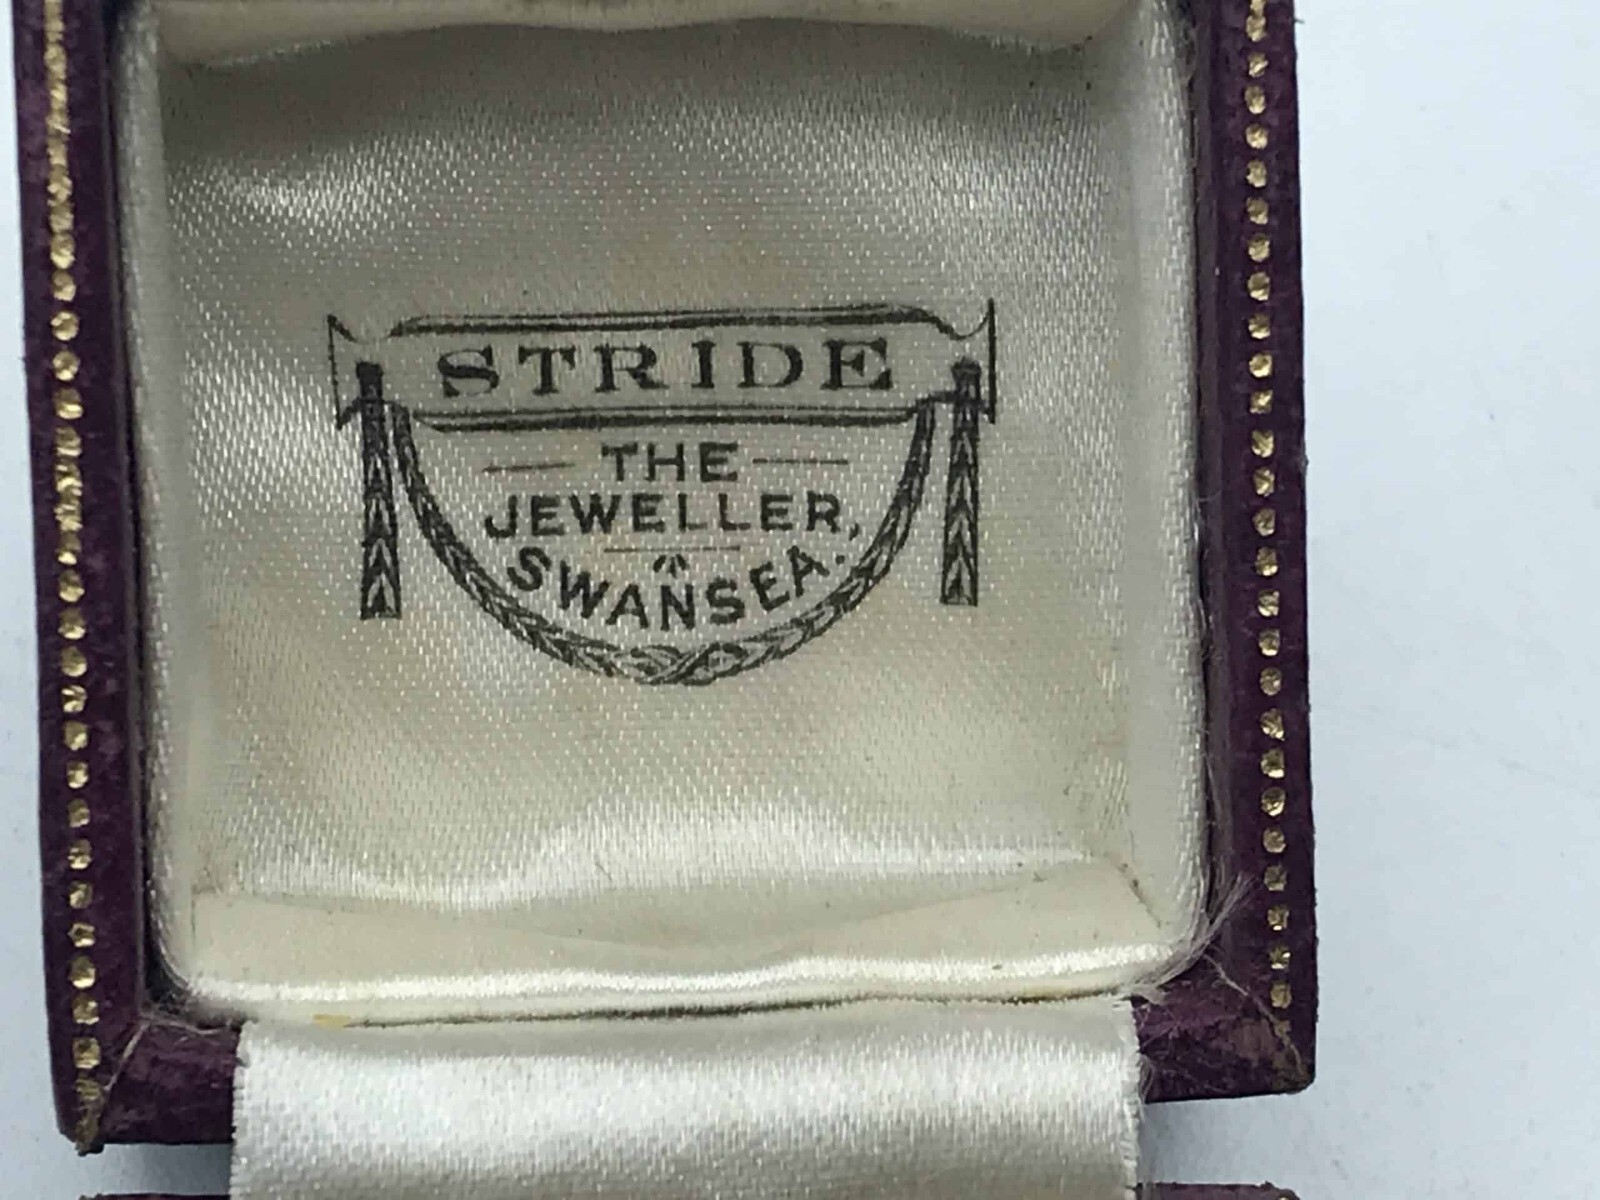 STRIDE
THE
JEWELLER,
SWANSEA.